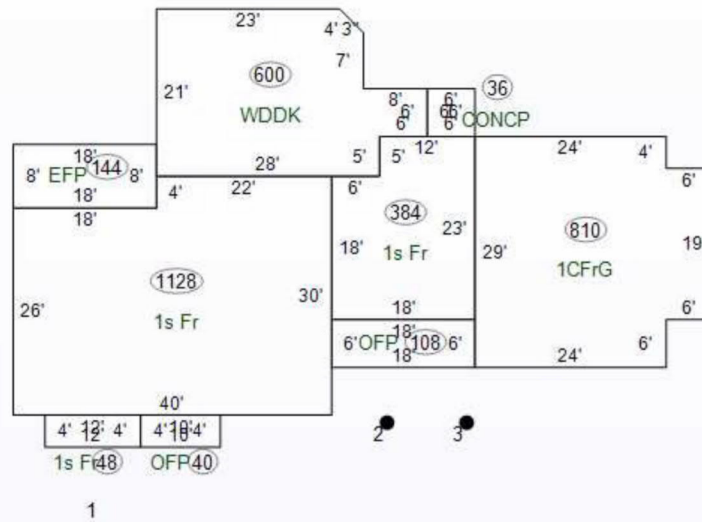 23'
4' 3"
7'
600
21'
WDDK
36
8' 6'
6' 6' 6'
CONCP
6' 6'
28' 5' 5' 12' 24' 4'
18'
8' EFP 144 8'
18'
18'
4' 22' 6' 6'
384
18' 23' 29' 810 19
1s Fr 1CFrG
1128
26' 1s Fr 30'
18' 6'
18'
6' OFP 108 6' 6'
18' 24'
40'
4' 12' 4' 4' 10' 4'
12' 10'
2 3
1s Fr 48 OFP 40
1